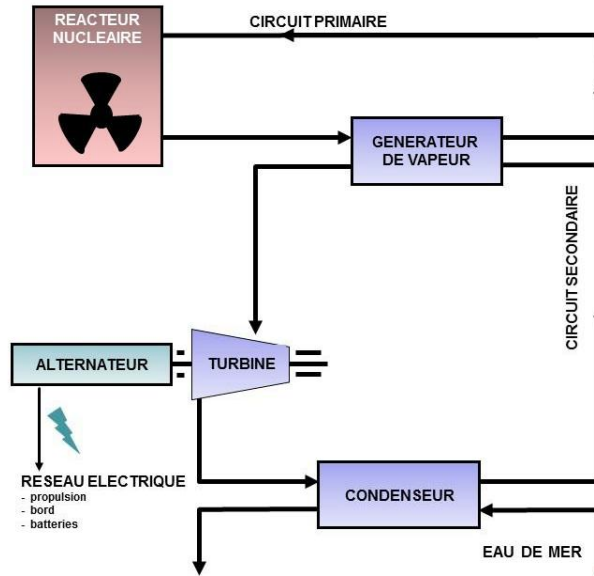 REACTEUR
NUCLEAIRE
CIRCUIT PRIMAIRE
GENERATEUR
DE VAPEUR
CIRCUIT SECONDAIRE
ALTERNATEUR
TURBINE
RESEAU ELECTRIQUE
- propulsion
- bord
- batteries
CONDENSEUR
EAU DE MER